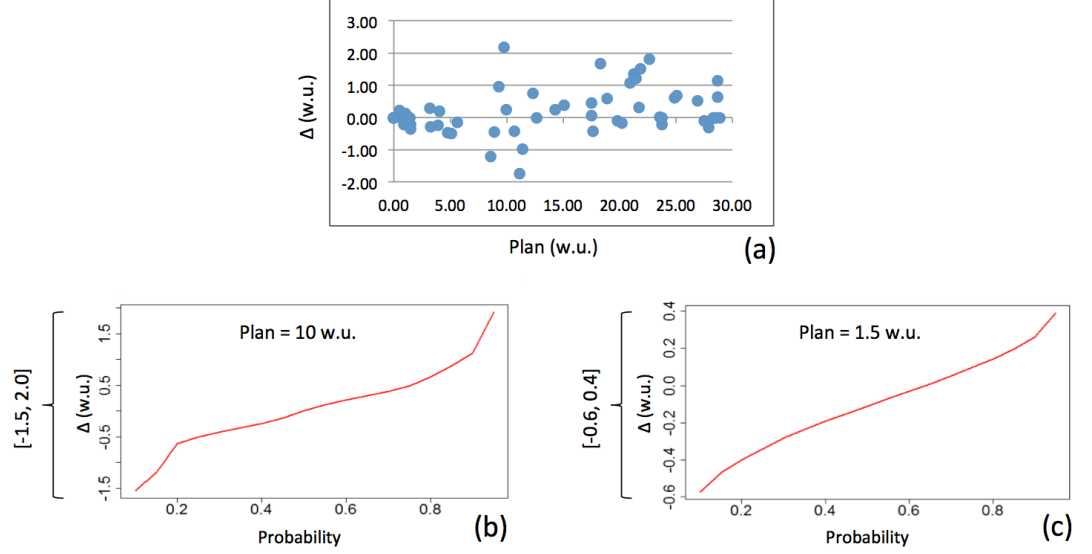 3.00
2.00
1.00
0.00
-1.00
-2.00
Δ (w.u.)
0.00 5.00 10.00 15.00 20.00 25.00 30.00
Plan (w.u.)
(a)
[-1.5, 2.0]
Δ (w.u.)
1.5
0.5
-0.5
-1.5
Plan = 10 w.u.
0.2 0.4 0.6 0.8
Probability
(b)
[-0.6, 0.4]
Δ (w.u.)
0.4
0.2
0.0
-0.2
-0.4
-0.6
Plan = 1.5 w.u.
0.2 0.4 0.6 0.8
Probability
(c)